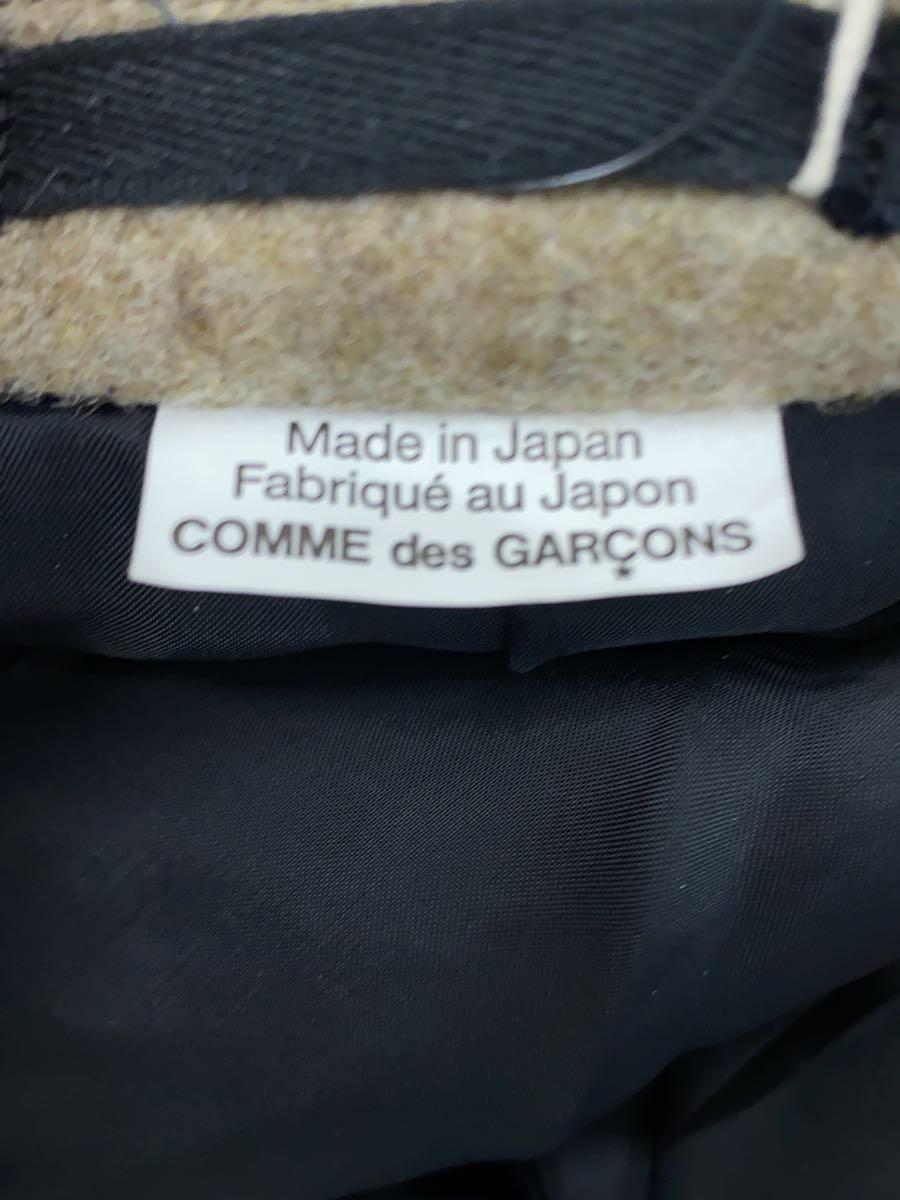 Made in Japan
Fabriqué au Japon
COMME des GARÇONS